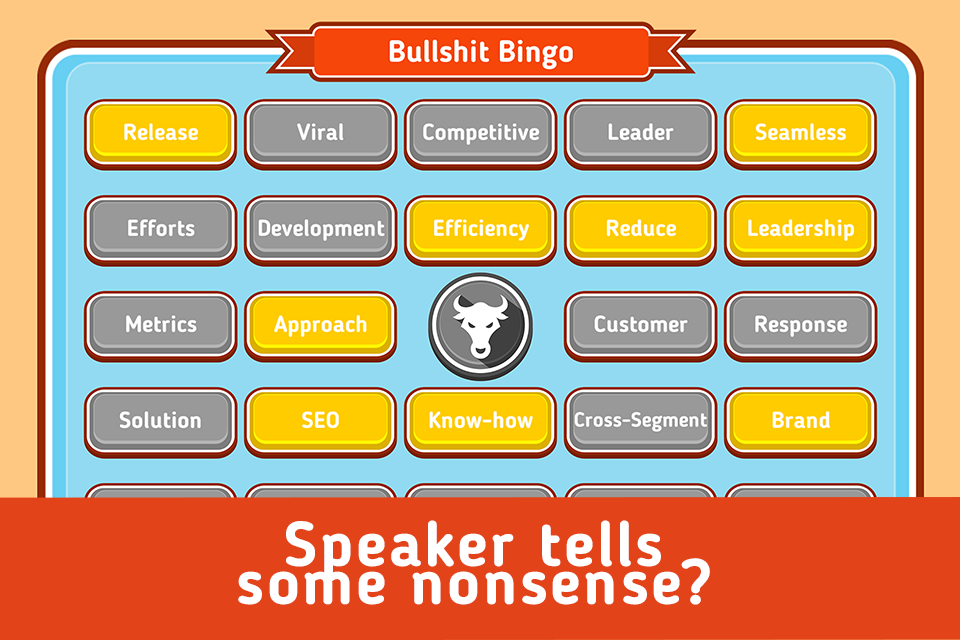 Bullshit Bingo
Release Viral Competitive Leader Seamless
Efforts Development Efficiency Reduce Leadership
Metrics Approach Customer Response
Solution SEO Know-how Cross-Segment Brand
Speaker tells
some nonsense?